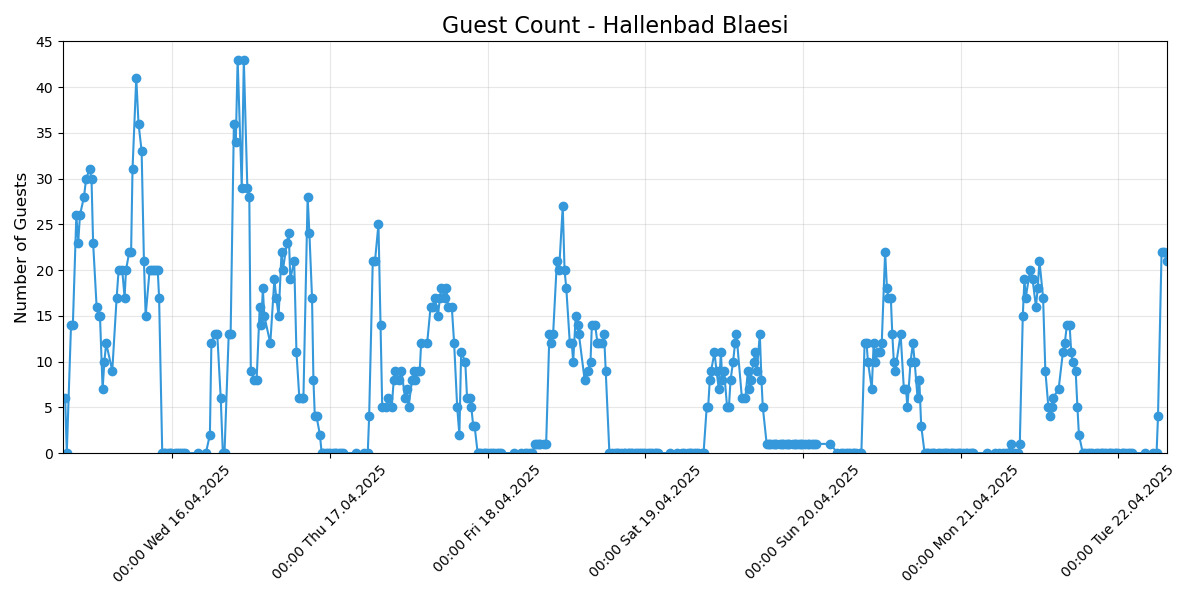 Guest Count - Hallenbad Blaesi
Number of Guests
45
40
35
30
25
20
15
10
5
0
00:00 Wed 16.04.2025
00:00 Thu 17.04.2025
00:00 Fri 18.04.2025
00:00 Sat 19.04.2025
00:00 Sun 20.04.2025
00:00 Mon 21.04.2025
00:00 Tue 22.04.2025